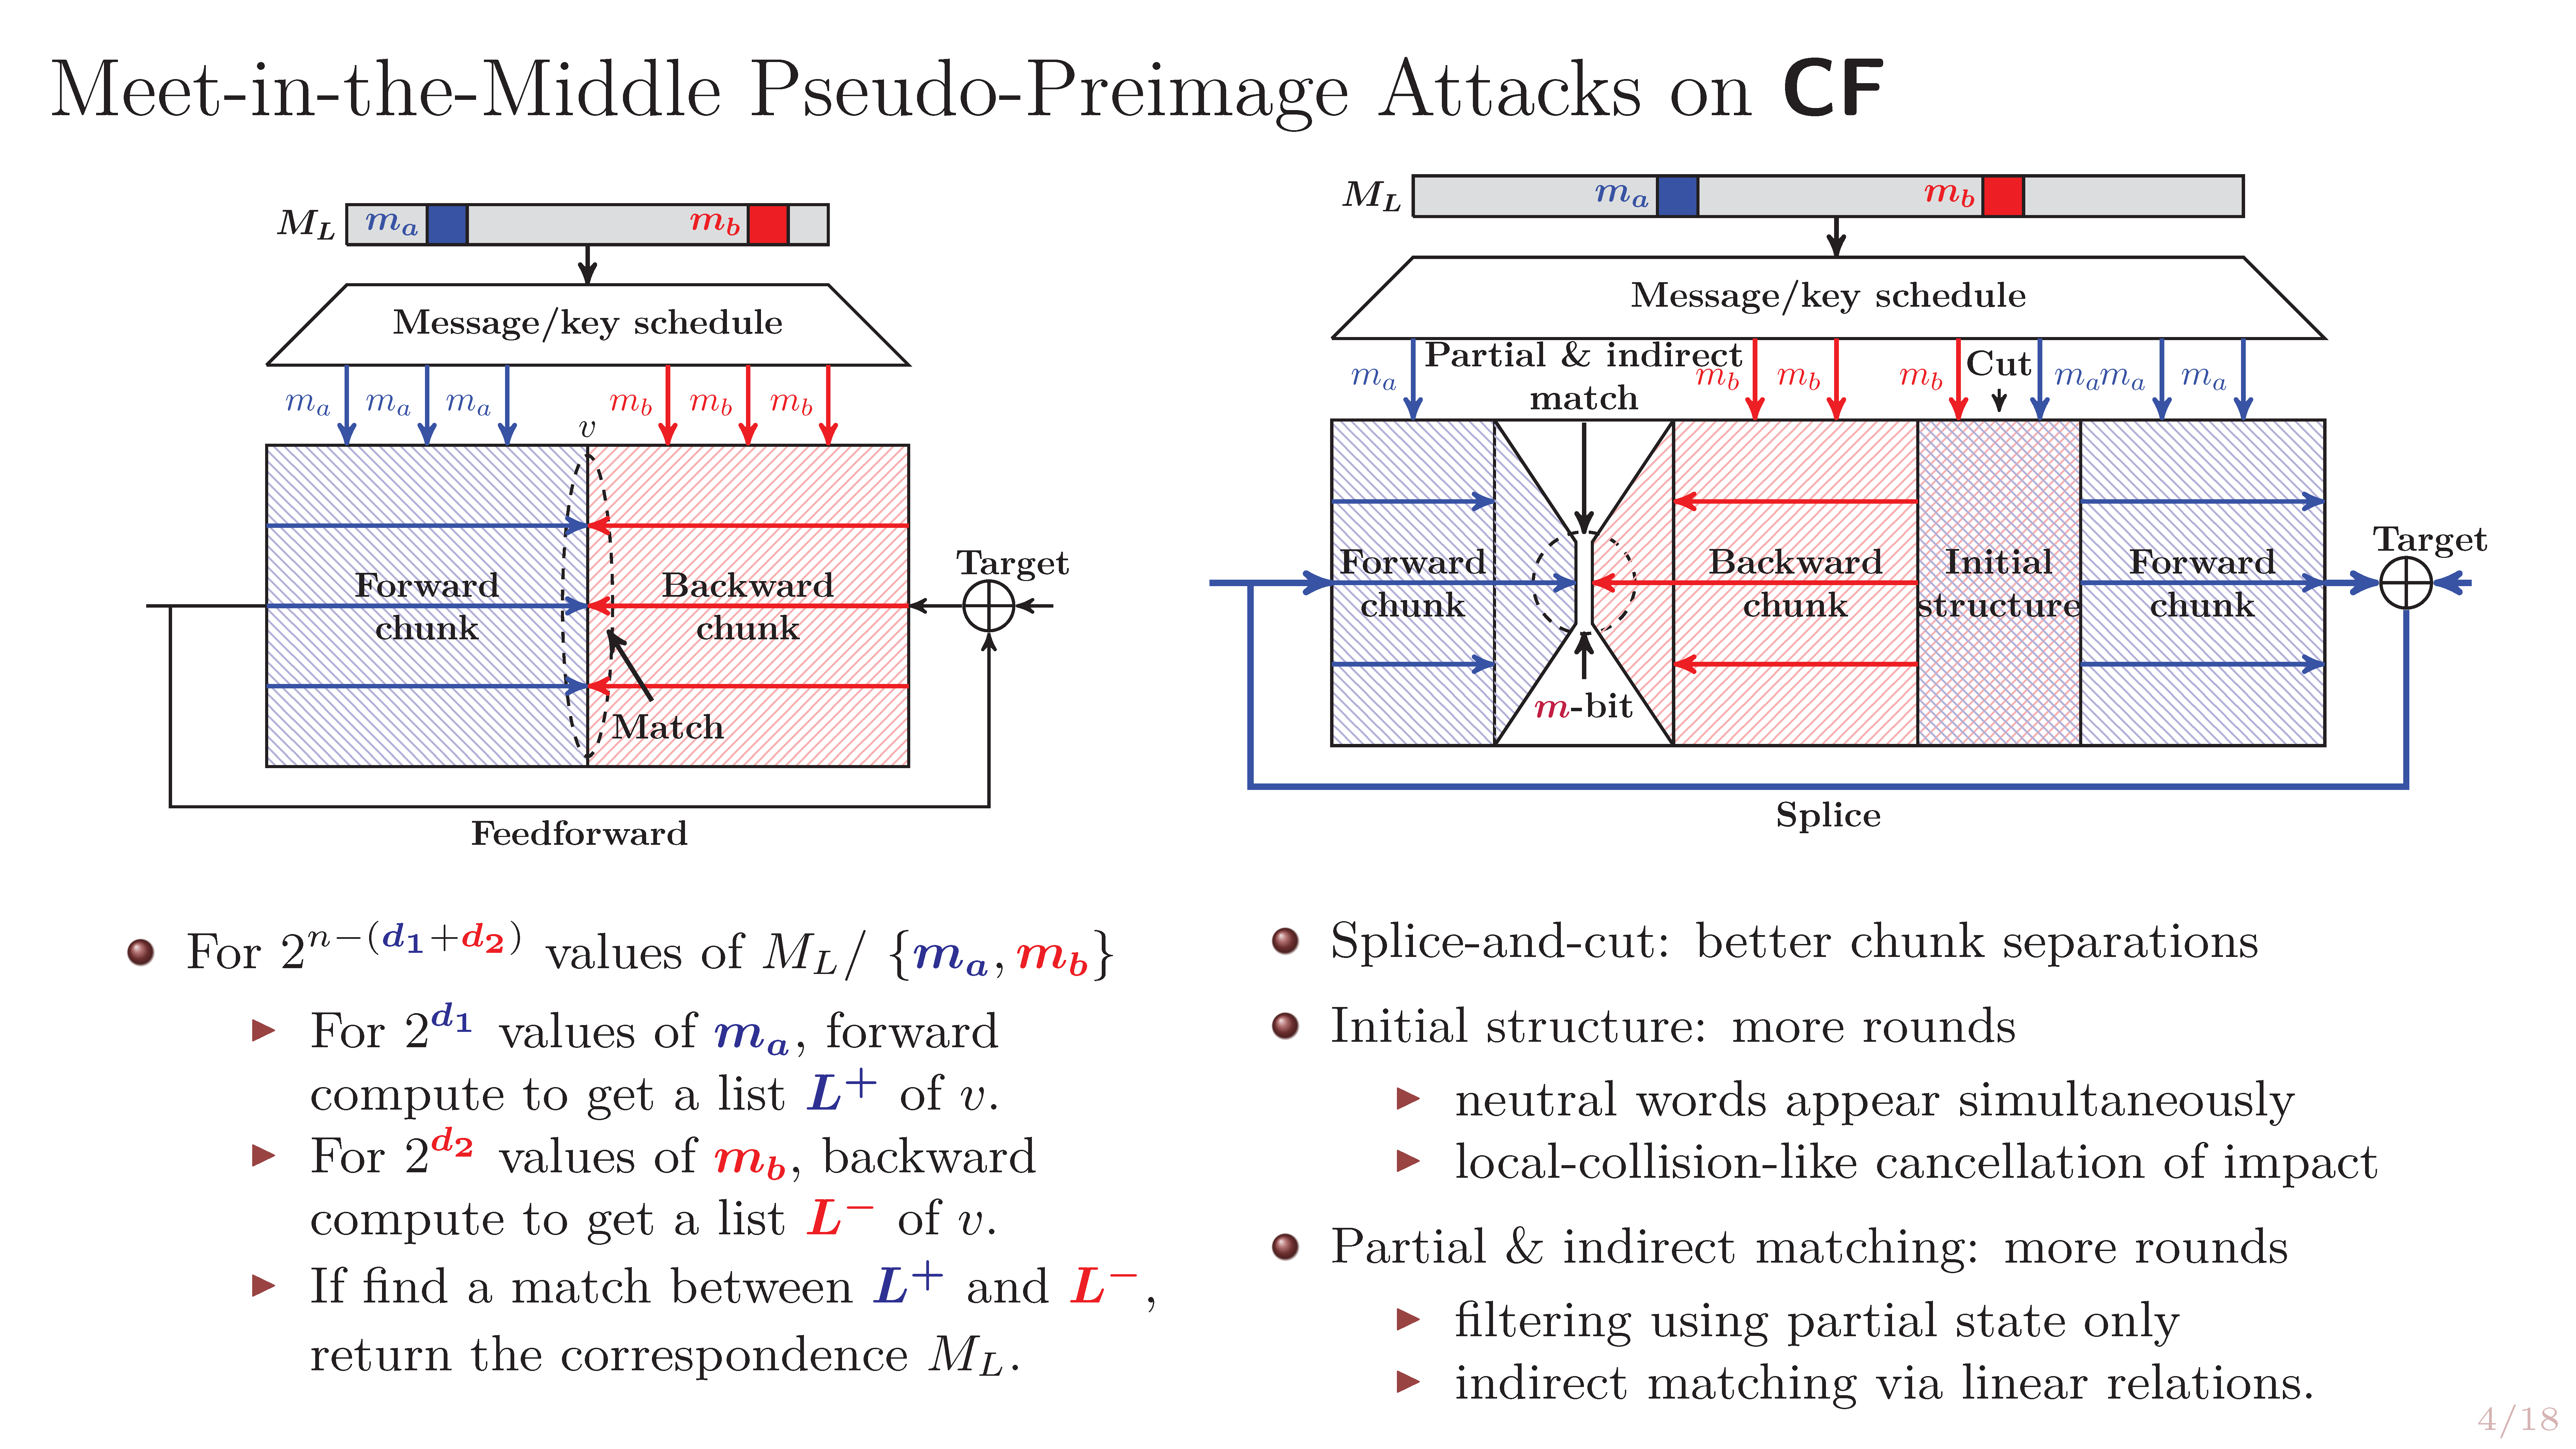 Meet-in-the-Middle Pseudo-Preimage Attacks on CF
M_L m_a m_b
Message/key schedule
m_a m_a m_a m_b m_b m_b
v
Forward chunk
Backward chunk
Target
Match
Feedforward
M_L m_a m_b
Message/key schedule
m_a Partial & indirect match m_b m_b m_b Cut m_a m_a m_a
Forward chunk
Backward chunk
Initial structure
Forward chunk
Target
m-bit
Splice
For 2^{n−(d_1+d_2)} values of M_L/ {m_a, m_b}
For 2^{d_1} values of m_a, forward
compute to get a list L^+ of v.
For 2^{d_2} values of m_b, backward
compute to get a list L^− of v.
If find a match between L^+ and L^−,
return the correspondence M_L.
Splice-and-cut: better chunk separations
Initial structure: more rounds
neutral words appear simultaneously
local-collision-like cancellation of impact
Partial & indirect matching: more rounds
filtering using partial state only
indirect matching via linear relations.
4/18